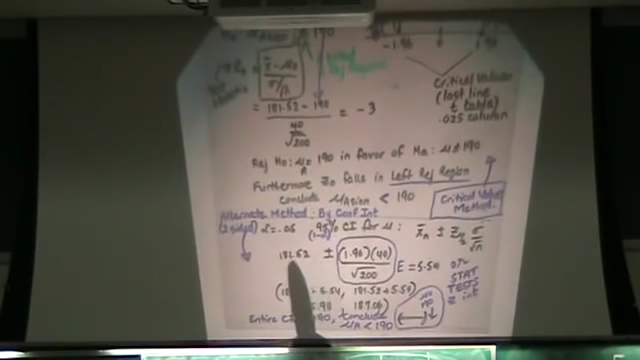 -1.96 1.96
x̄ - μ₀
σ/√n
= 181.52 - 190 = -3
40
√200
Critical Values
(last line
t table)
.025 column
Rej H₀: μ = 190 in favor of Ha: μ ≠ 190
A
Furthermore z₀ falls in Left Rej Region
conclude μAsian < 190
Critical Value
Method
Alternate Method: By Conf Int
(2 sided) α = .05 95% CI for μ: x̄n ± z σ/√n
181.52 ± (1.96)(40) E = 5.54
√200
STAT
TESTS
Z int
5.54, 181.52 + 5.54)
187.06)
Entire CI conclude
μA < 190